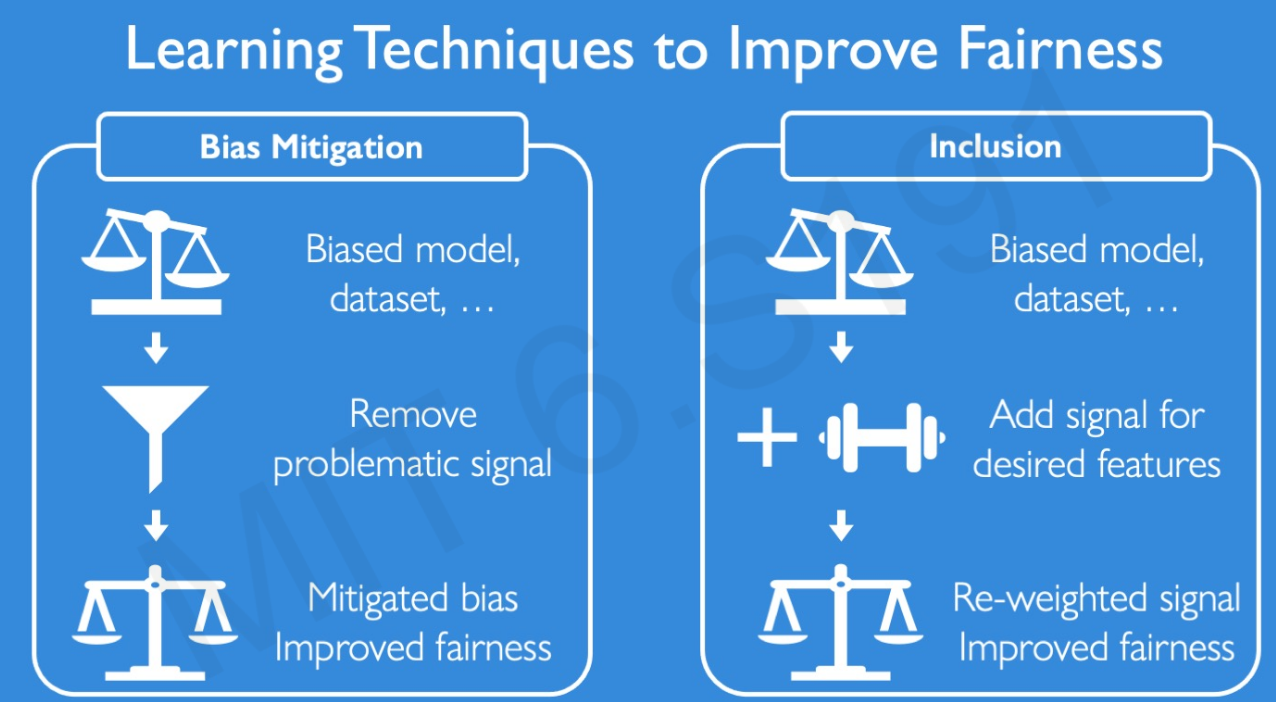 Learning Techniques to Improve Fairness
Bias Mitigation
Biased model,
dataset, …
Remove
problematic signal
Mitigated bias
Improved fairness
Inclusion
Biased model,
dataset, …
Add signal for
desired features
Re-weighted signal
Improved fairness
MIT 6.S191